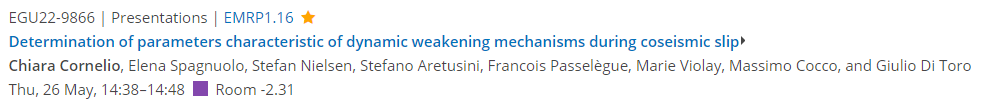 EGU22-9866 | Presentations | EMRP1.16
Determination of parameters characteristic of dynamic weakening mechanisms during coseismic slip
Chiara Cornelio, Elena Spagnuolo, Stefan Nielsen, Stefano Aretusini, Francois Passelègue, Marie Violay, Massimo Cocco, and Giulio Di Toro
Thu, 26 May, 14:38–14:48 Room -2.31